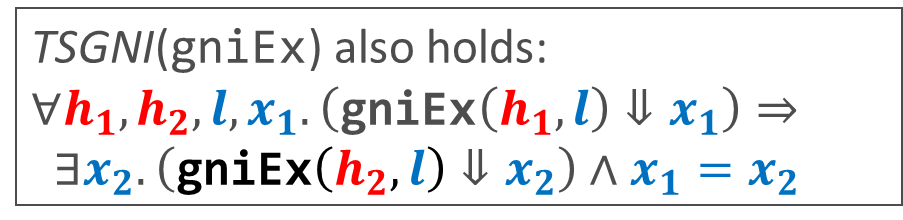 TSGNI(gniEx) also holds:
∀h₁, h₂, l, x₁. (gniEx(h₁, l) ⇓ x₁) ⇒
∃x₂. (gniEx(h₂, l) ⇓ x₂) ∧ x₁ = x₂